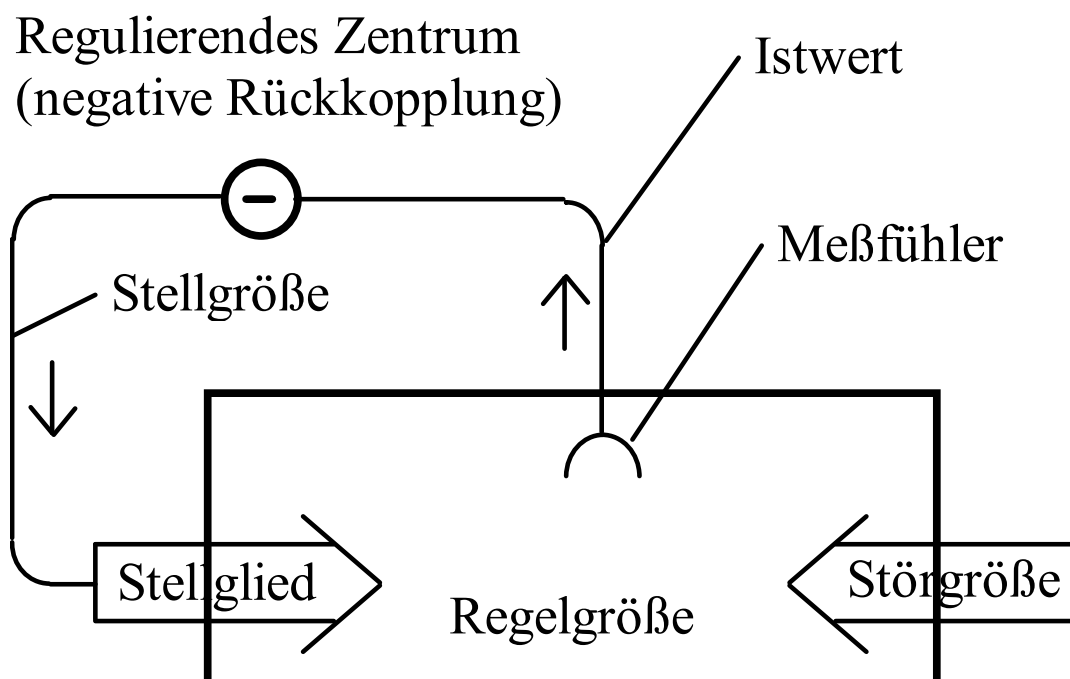 Regulierendes Zentrum
(negative Rückkopplung)
Istwert
Meßfühler
Stellgröße
Stellglied
Regelgröße
Störgröße